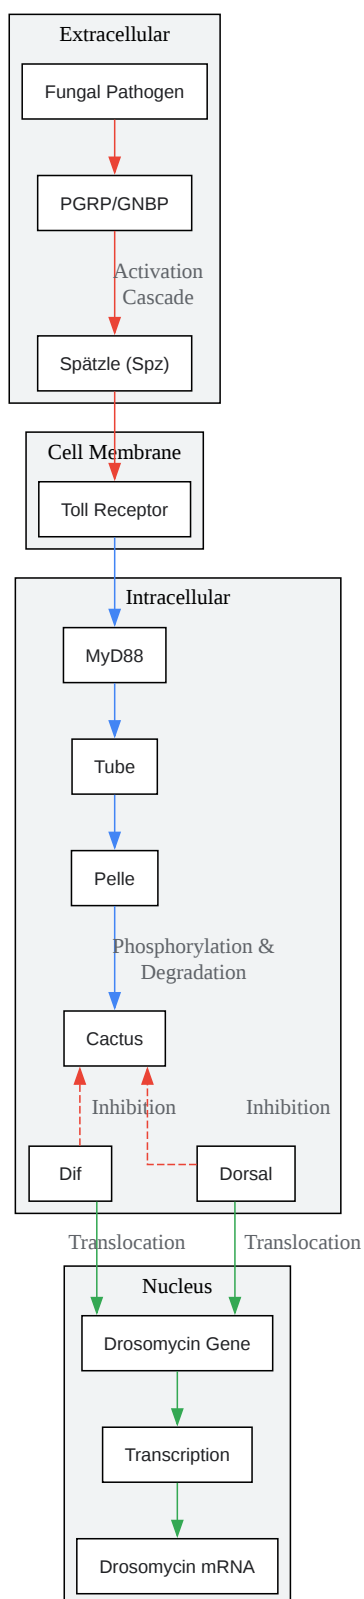 Extracellular
Fungal Pathogen
PGRP/GNBP
Activation
Cascade
Spätzle (Spz)
Cell Membrane
Toll Receptor
Intracellular
MyD88
Tube
Pelle
Phosphorylation &
Degradation
Cactus
Inhibition
Inhibition
Dif
Dorsal
Translocation
Translocation
Nucleus
Drosomycin Gene
Transcription
Drosomycin mRNA